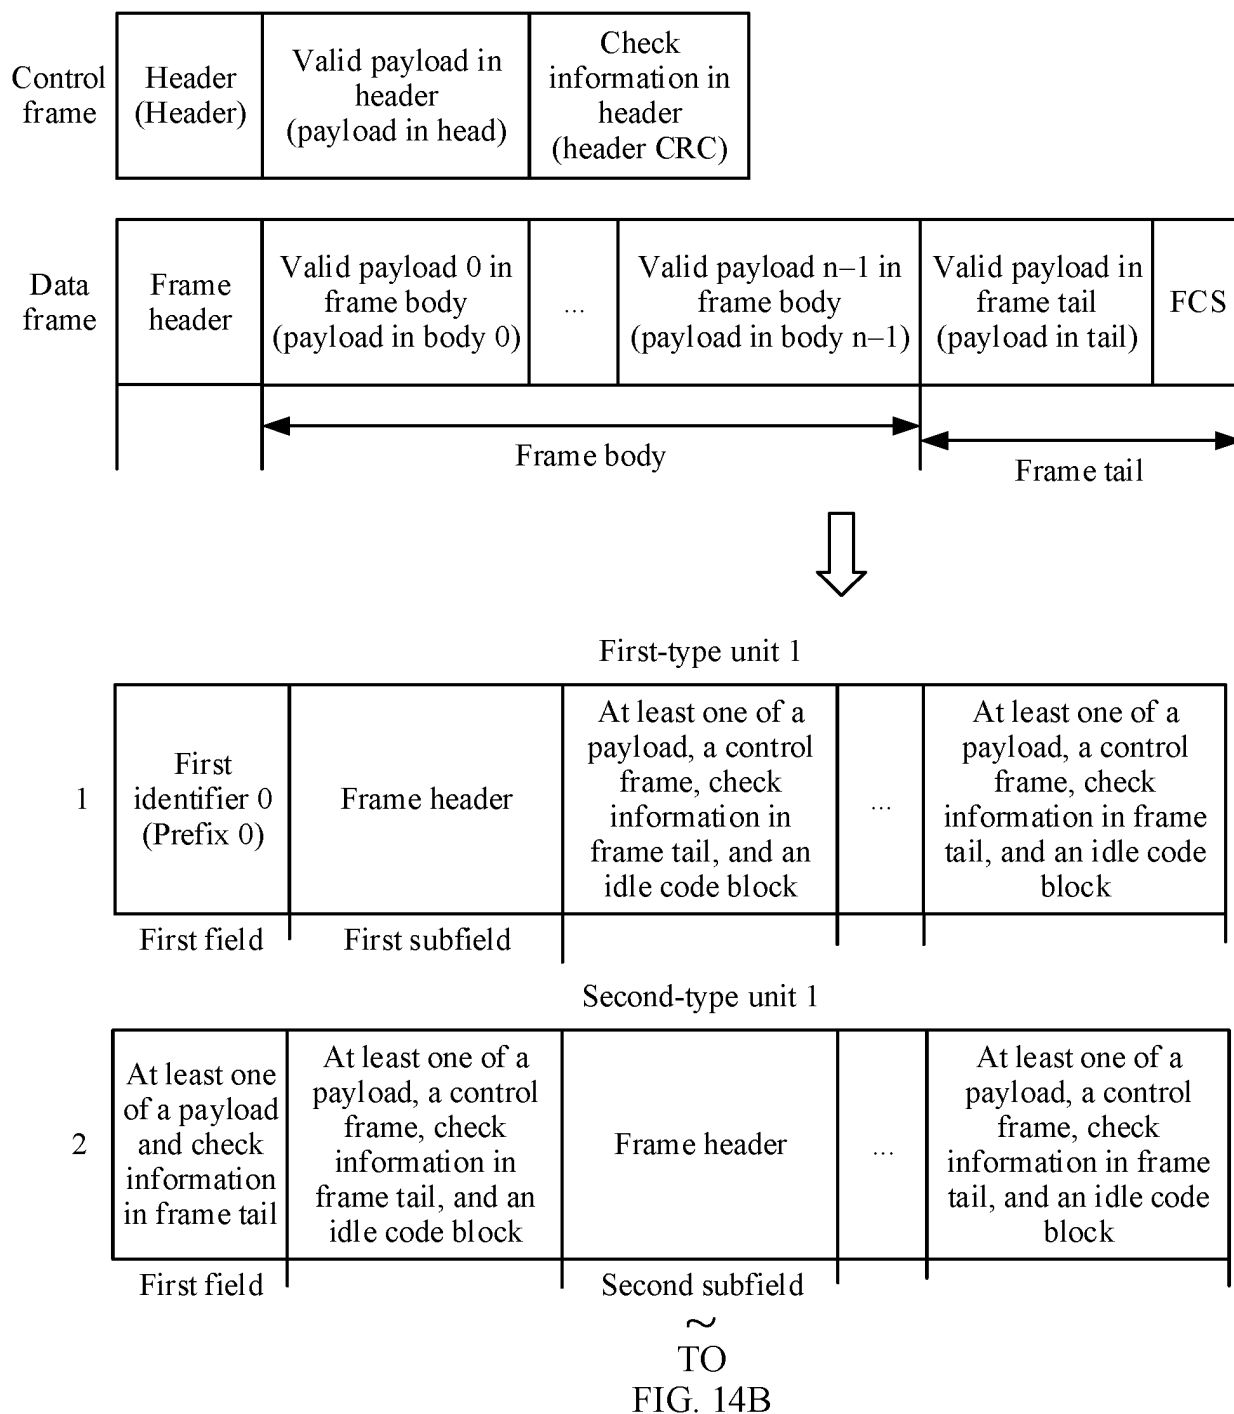 Control
frame
Header
(Header)
Valid payload in
header
(payload in head)
Check
information in
header
(header CRC)
Data
frame
Frame
header
Valid payload 0 in
frame body
(payload in body 0)
...
Valid payload n–1 in
frame body
(payload in body n–1)
Valid payload in
frame tail
(payload in tail)
FCS
Frame body
Frame tail
First-type unit 1
1
First
identifier 0
(Prefix 0)
Frame header
At least one of a
payload, a control
frame, check
information in
frame tail, and an
idle code block
...
At least one of a
payload, a control
frame, check
information in frame
tail, and an idle code
block
First field
First subfield
Second-type unit 1
2
At least one
of a payload
and check
information
in frame tail
At least one of a
payload, a control
frame, check
information in
frame tail, and an
idle code block
Frame header
...
At least one of a
payload, a control
frame, check
information in frame
tail, and an idle code
block
First field
Second subfield
~
TO
FIG. 14B